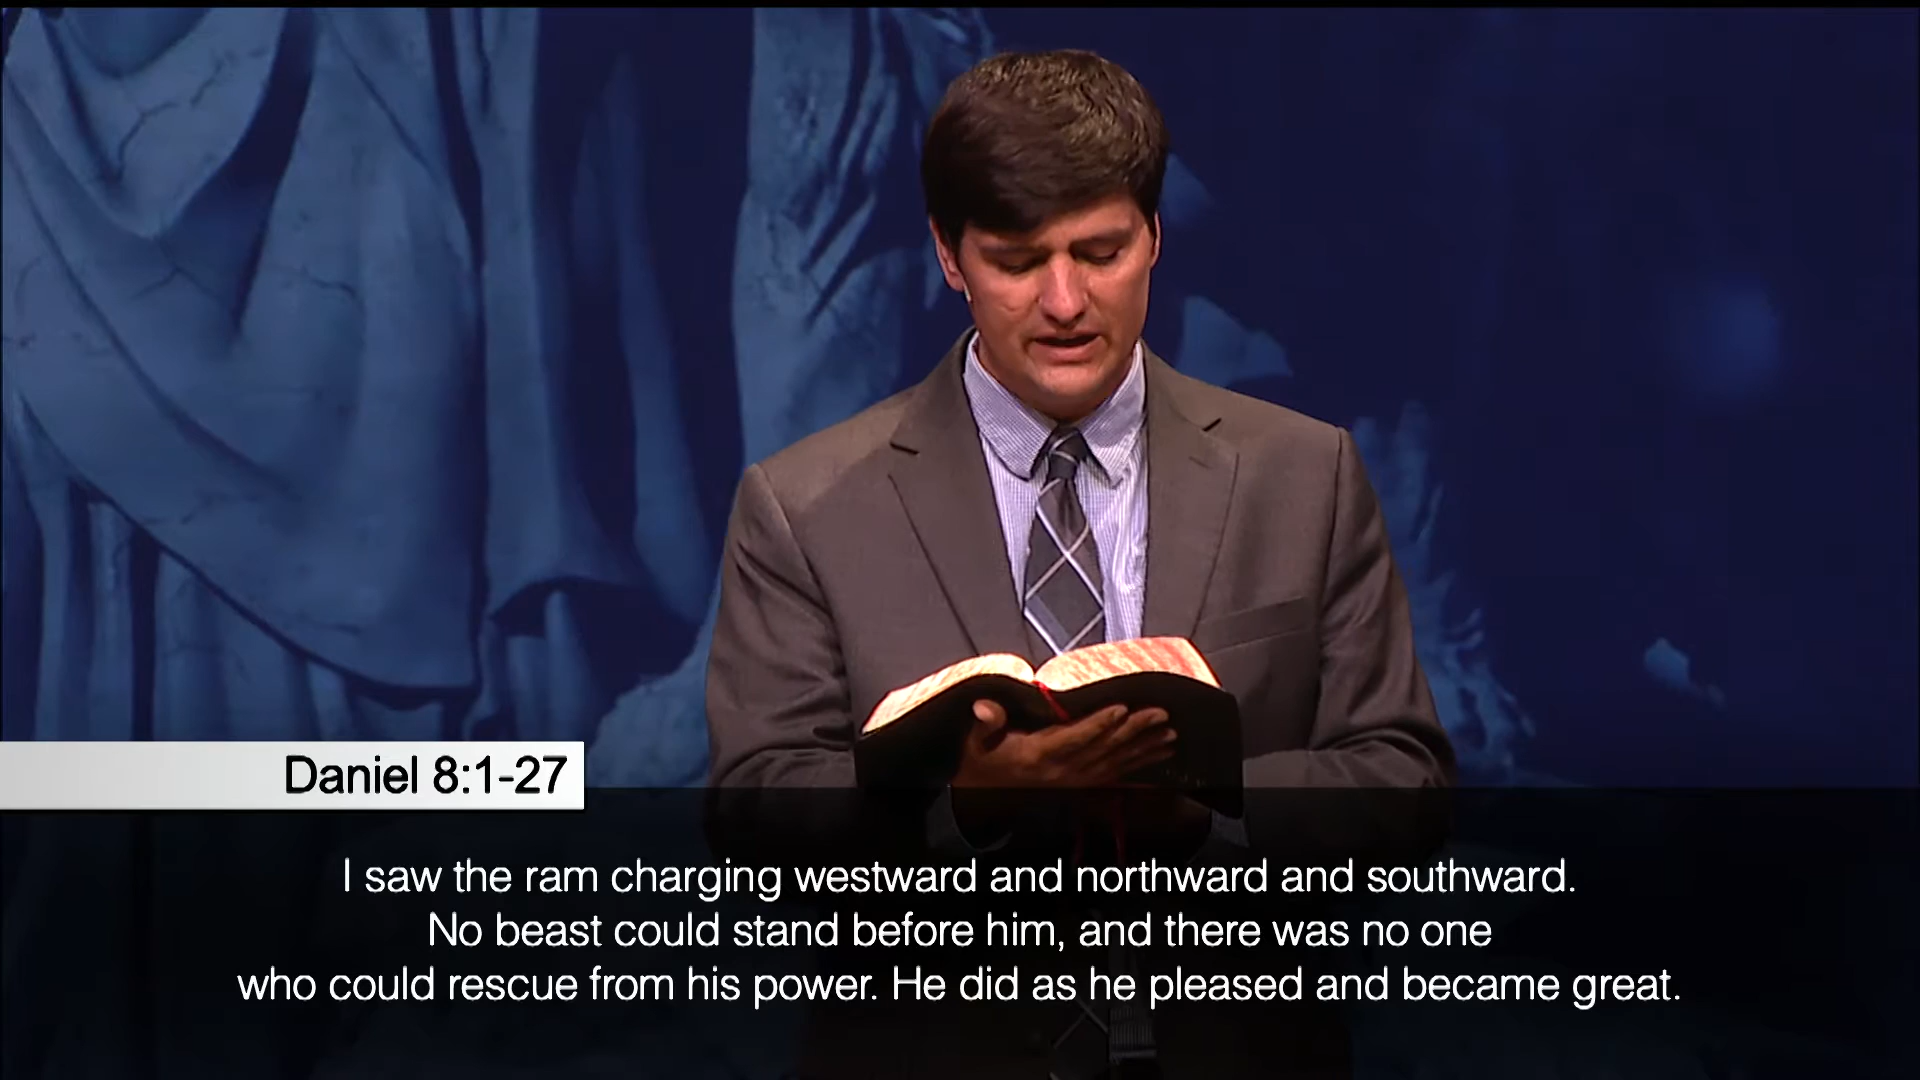 Daniel 8:1-27
I saw the ram charging westward and northward and southward.
No beast could stand before him, and there was no one
who could rescue from his power. He did as he pleased and became great.